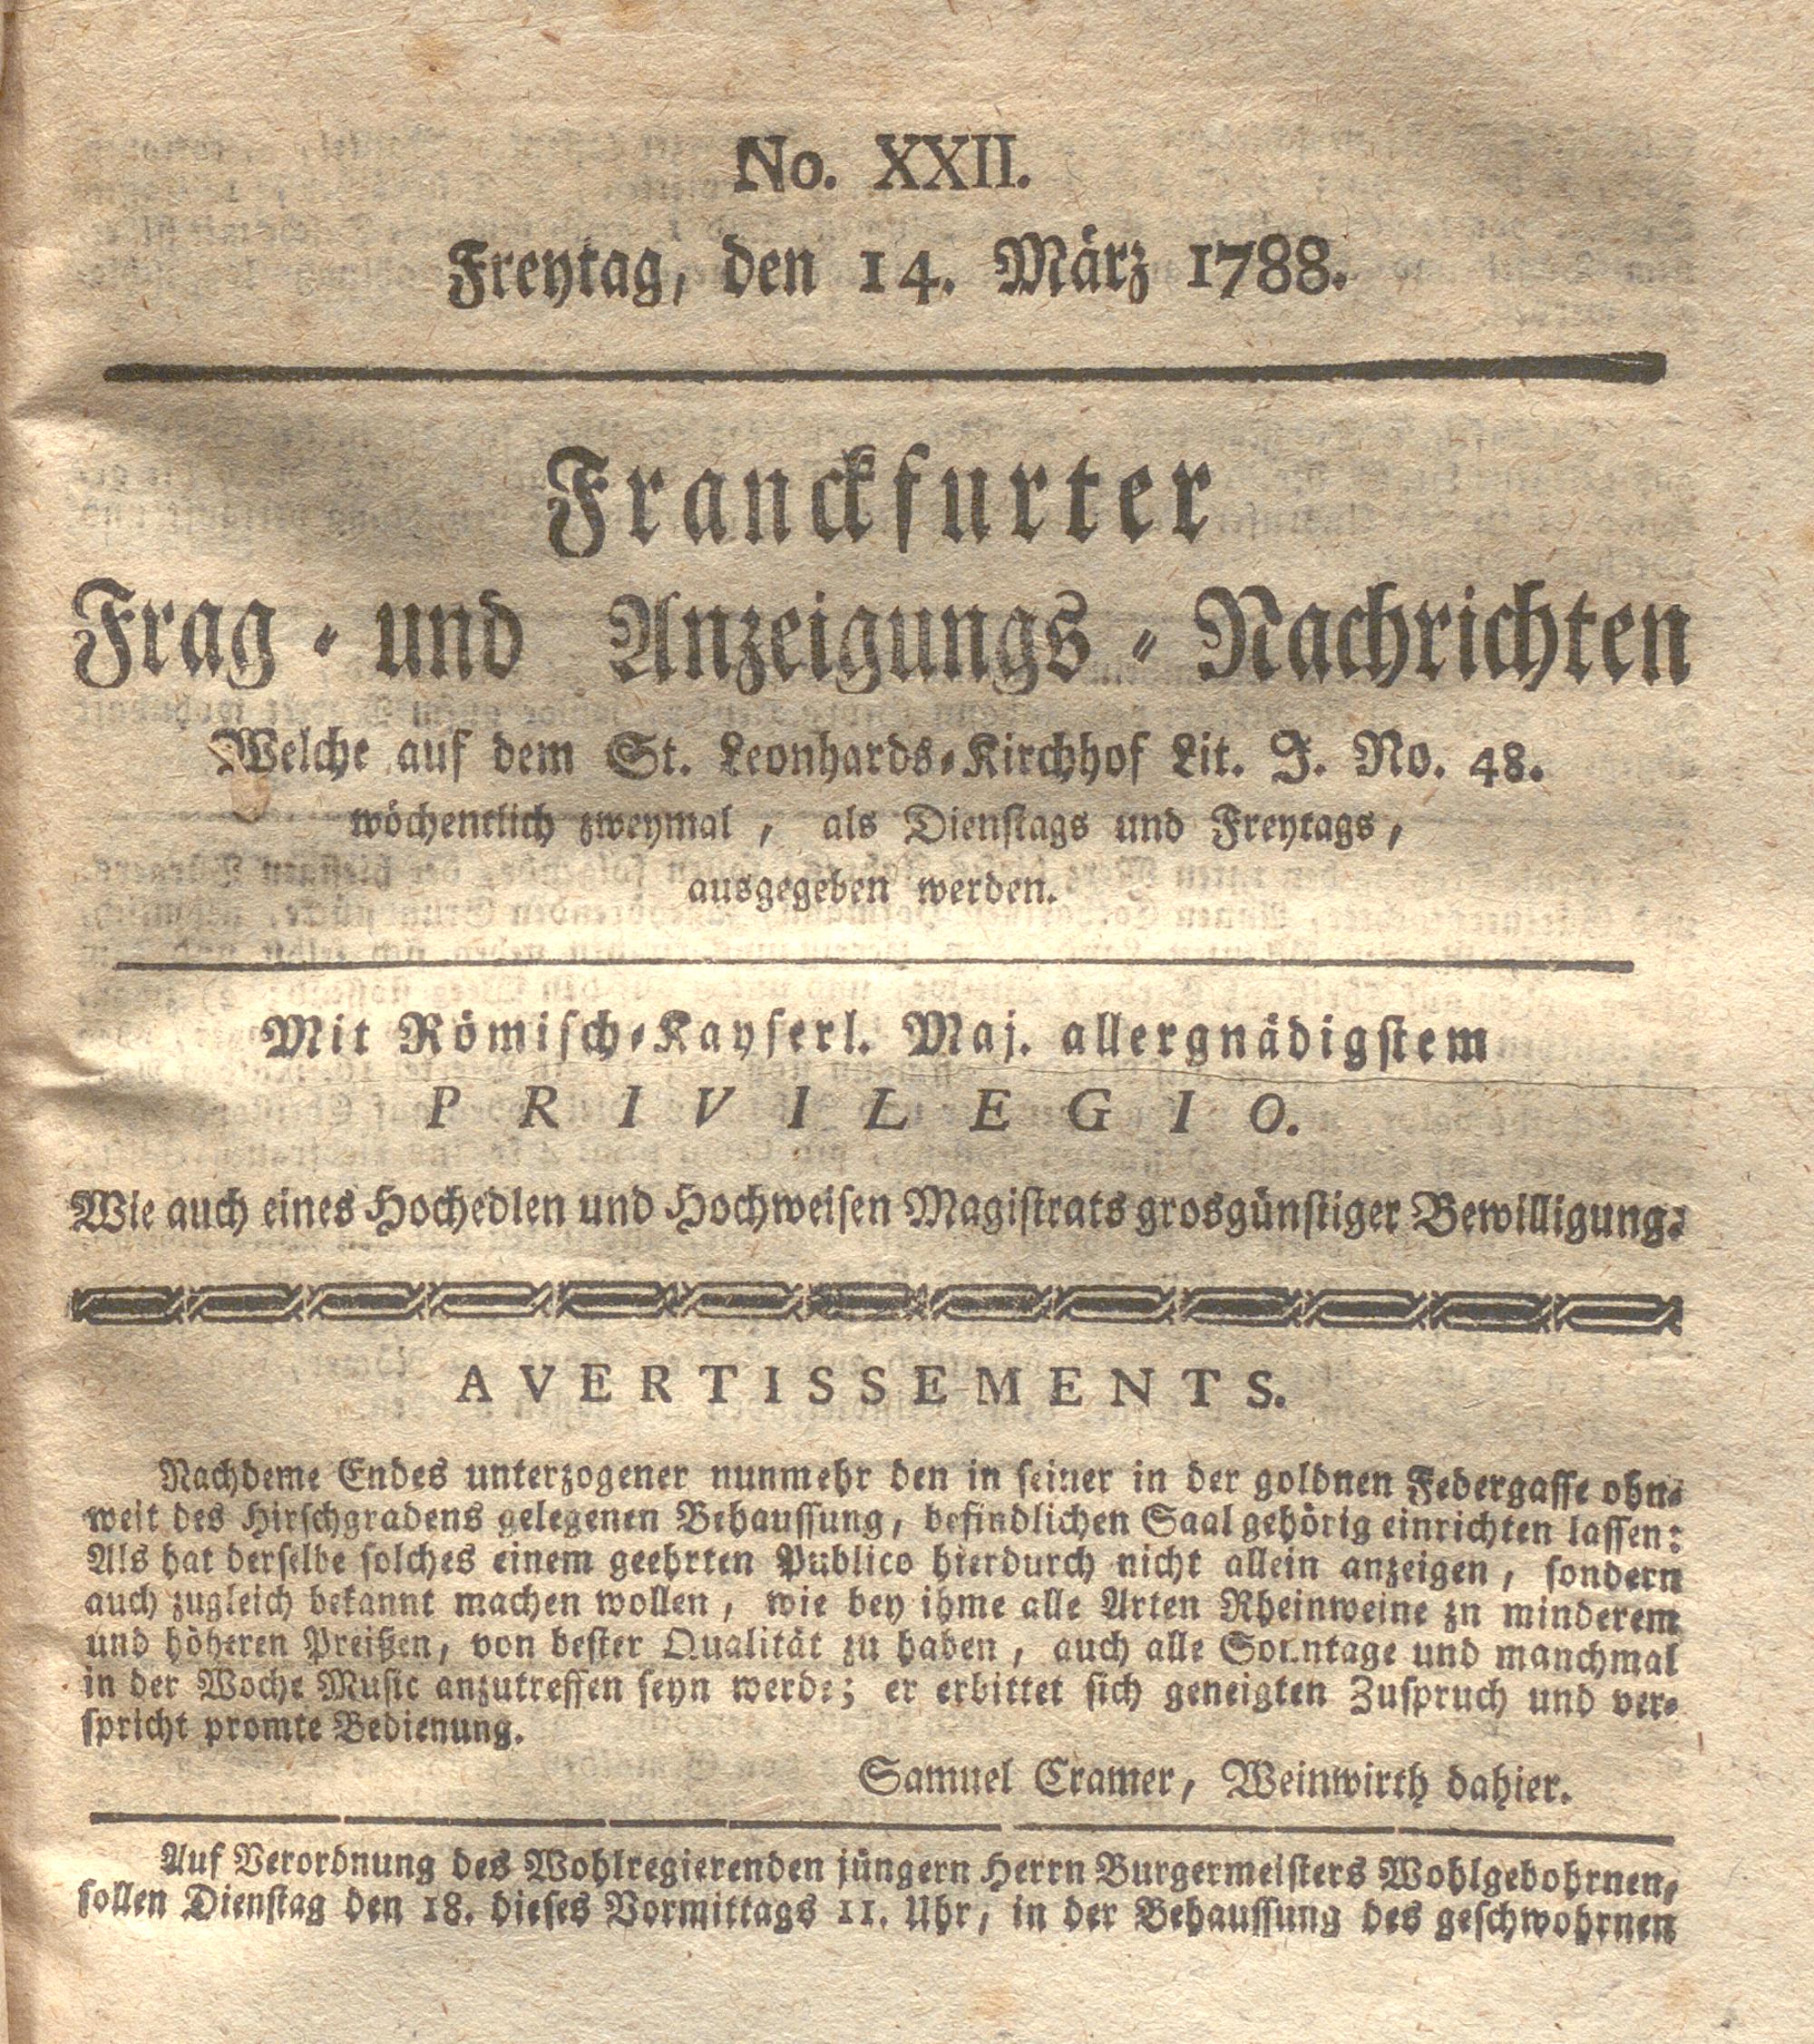 No. XXII.
Freytag, den 14. März 1788.
Franckfurter
Frag - und Anzeigungs - Nachrichten
Welche auf dem St. Leonhards-Kirchhof Lit. J. No. 48.
wöchentlich zweymal, als Dienstags und Freytags,
ausgegeben werden.
Mit Römisch-Kayserl. Maj. allergnädigstem
PRIVILEGIO.
Wie auch eines Hochedlen und Hochweisen Magistrats grosgünstiger Bewilligung.
AVERTISSEMENTS.
Nachdeme Endes unterzogener nunmehr den in seiner in der goldnen Federgasse ohn-
weit des Hirschgradens gelegenen Behaussung, befindlichen Saal gehörig einrichten lassen:
Als hat derselbe solches einem geehrten Publico hierdurch nicht allein anzeigen, sondern
auch zugleich bekannt machen wollen, wie bey ihme alle Arten Rheinweine zu minderem
und höheren Preißen, von bester Qualität zu haben, auch alle Sonntage und manchmal
in der Woche Music anzutreffen seyn werde; er erbittet sich geneigten Zuspruch und ver-
spricht promte Bedienung.
Samuel Cramer, Weinwirth dahier.
Auf Verordnung des Wohlregierenden jüngern Herrn Burgermeisters Wohlgebohrnen,
sollen Dienstag den 18. dieses Vormittags 11. Uhr, in der Behaussung des geschwohrnen